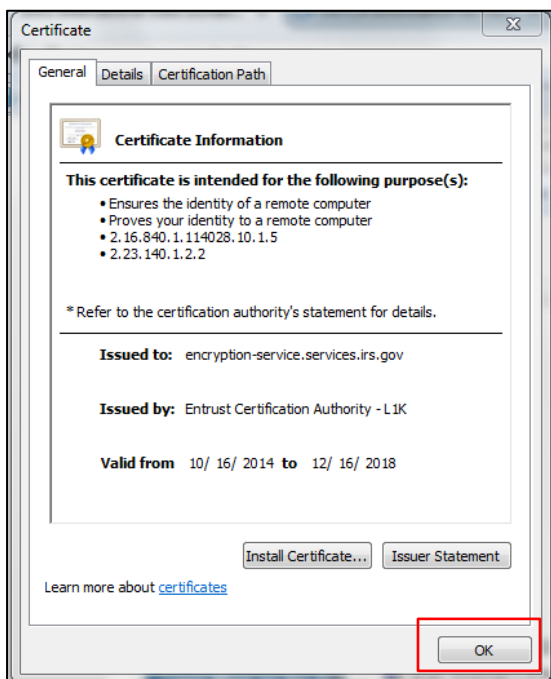 Certificate
General Details Certification Path
Certificate Information
This certificate is intended for the following purpose(s):
• Ensures the identity of a remote computer
• Proves your identity to a remote computer
• 2.16.840.1.114028.10.1.5
• 2.23.140.1.2.2
* Refer to the certification authority's statement for details.
Issued to: encryption-service.services.irs.gov
Issued by: Entrust Certification Authority - L1K
Valid from 10/ 16/ 2014 to 12/ 16/ 2018
Install Certificate... Issuer Statement
Learn more about certificates
OK